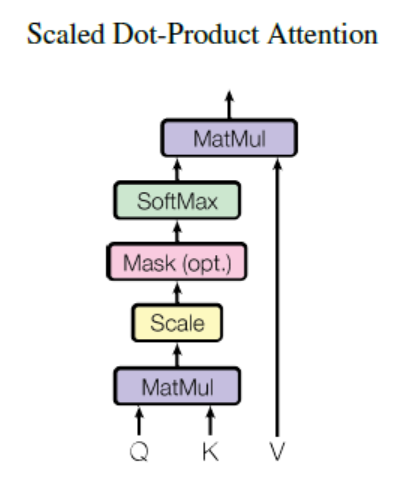 Scaled Dot-Product Attention
MatMul
SoftMax
Mask (opt.)
Scale
MatMul
Q K V